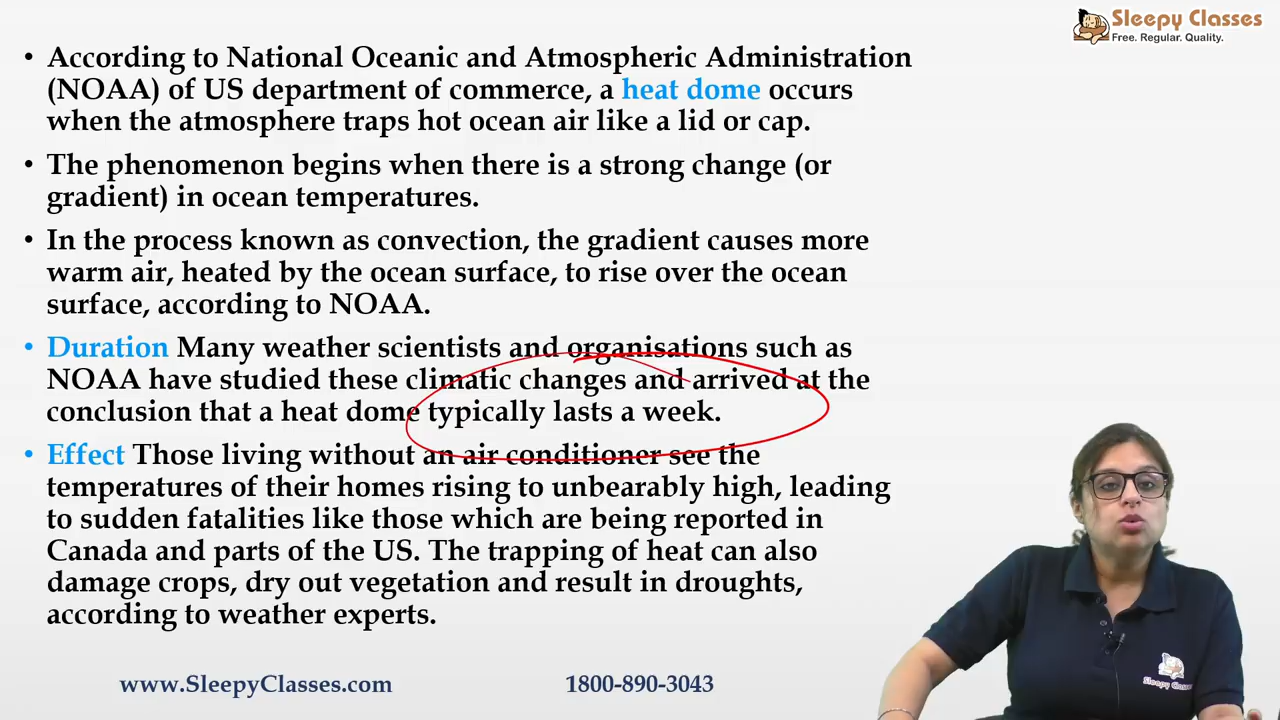 Sleepy Classes
Free. Regular. Quality.
• According to National Oceanic and Atmospheric Administration
(NOAA) of US department of commerce, a heat dome occurs
when the atmosphere traps hot ocean air like a lid or cap.
• The phenomenon begins when there is a strong change (or
gradient) in ocean temperatures.
• In the process known as convection, the gradient causes more
warm air, heated by the ocean surface, to rise over the ocean
surface, according to NOAA.
• Duration Many weather scientists and organisations such as
NOAA have studied these climatic changes and arrived at the
conclusion that a heat dome typically lasts a week.
• Effect Those living without an air conditioner see the
temperatures of their homes rising to unbearably high, leading
to sudden fatalities like those which are being reported in
Canada and parts of the US. The trapping of heat can also
damage crops, dry out vegetation and result in droughts,
according to weather experts.
Sleepy Classes
www.SleepyClasses.com
1800-890-3043